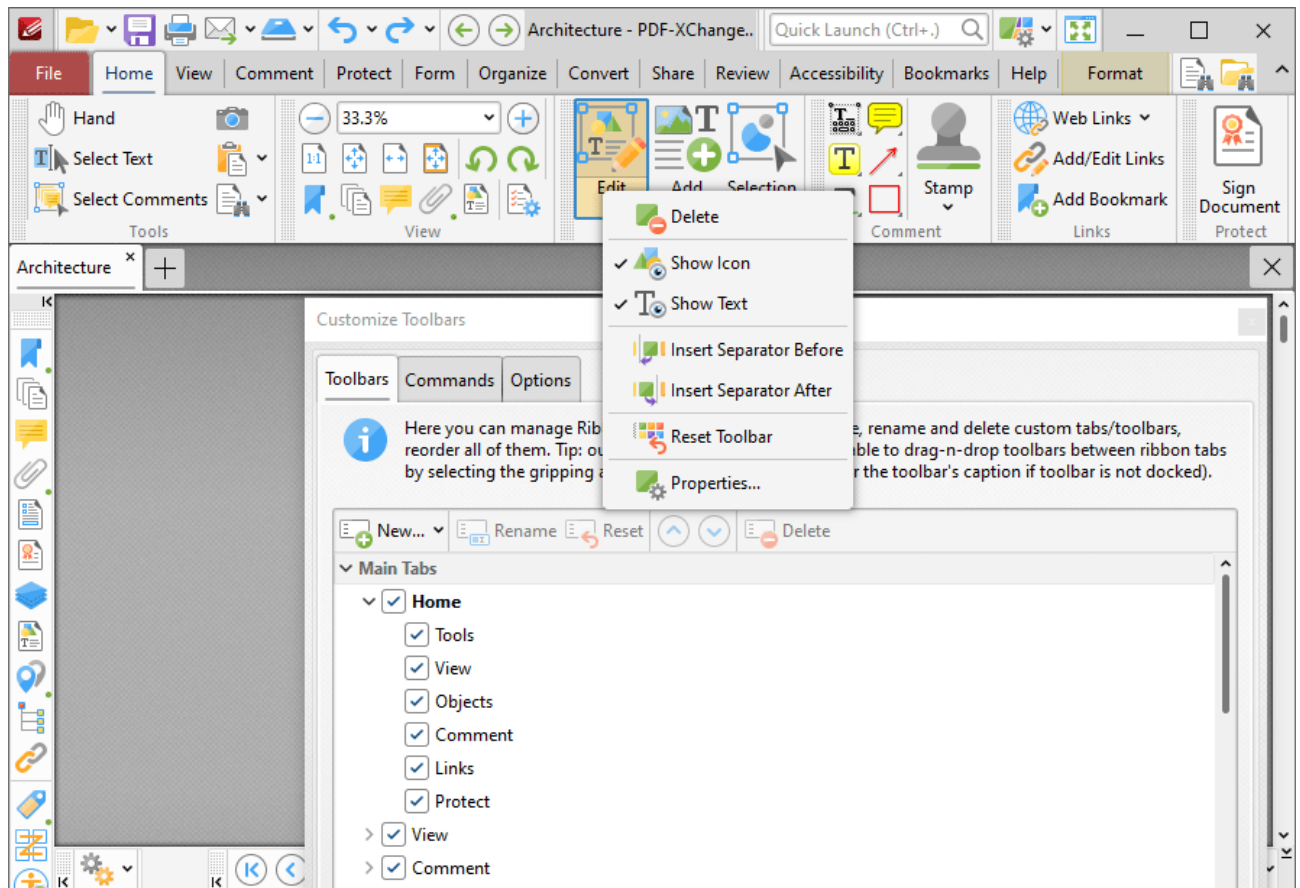 Architecture - PDF-XChange..
Quick Launch (Ctrl+.)
File Home View Comment Protect Form Organize Convert Share Review Accessibility Bookmarks Help Format
Hand
Select Text
Select Comments
Tools
33.3%
1:1
View
Edit
Add
Selection
T
Stamp
Comment
Web Links
Add/Edit Links
Add Bookmark
Links
Sign
Document
Protect
Architecture
Delete
Show Icon
Show Text
Insert Separator Before
Insert Separator After
Reset Toolbar
Properties...
Customize Toolbars
Toolbars Commands Options
Here you can manage , rename and delete custom tabs/toolbars,
reorder all of them. Tip: to drag-n-drop toolbars between ribbon tabs
by selecting the gripping the toolbar's caption if toolbar is not docked).
New... Rename Reset Delete
Main Tabs
Home
Tools
View
Objects
Comment
Links
Protect
View
Comment